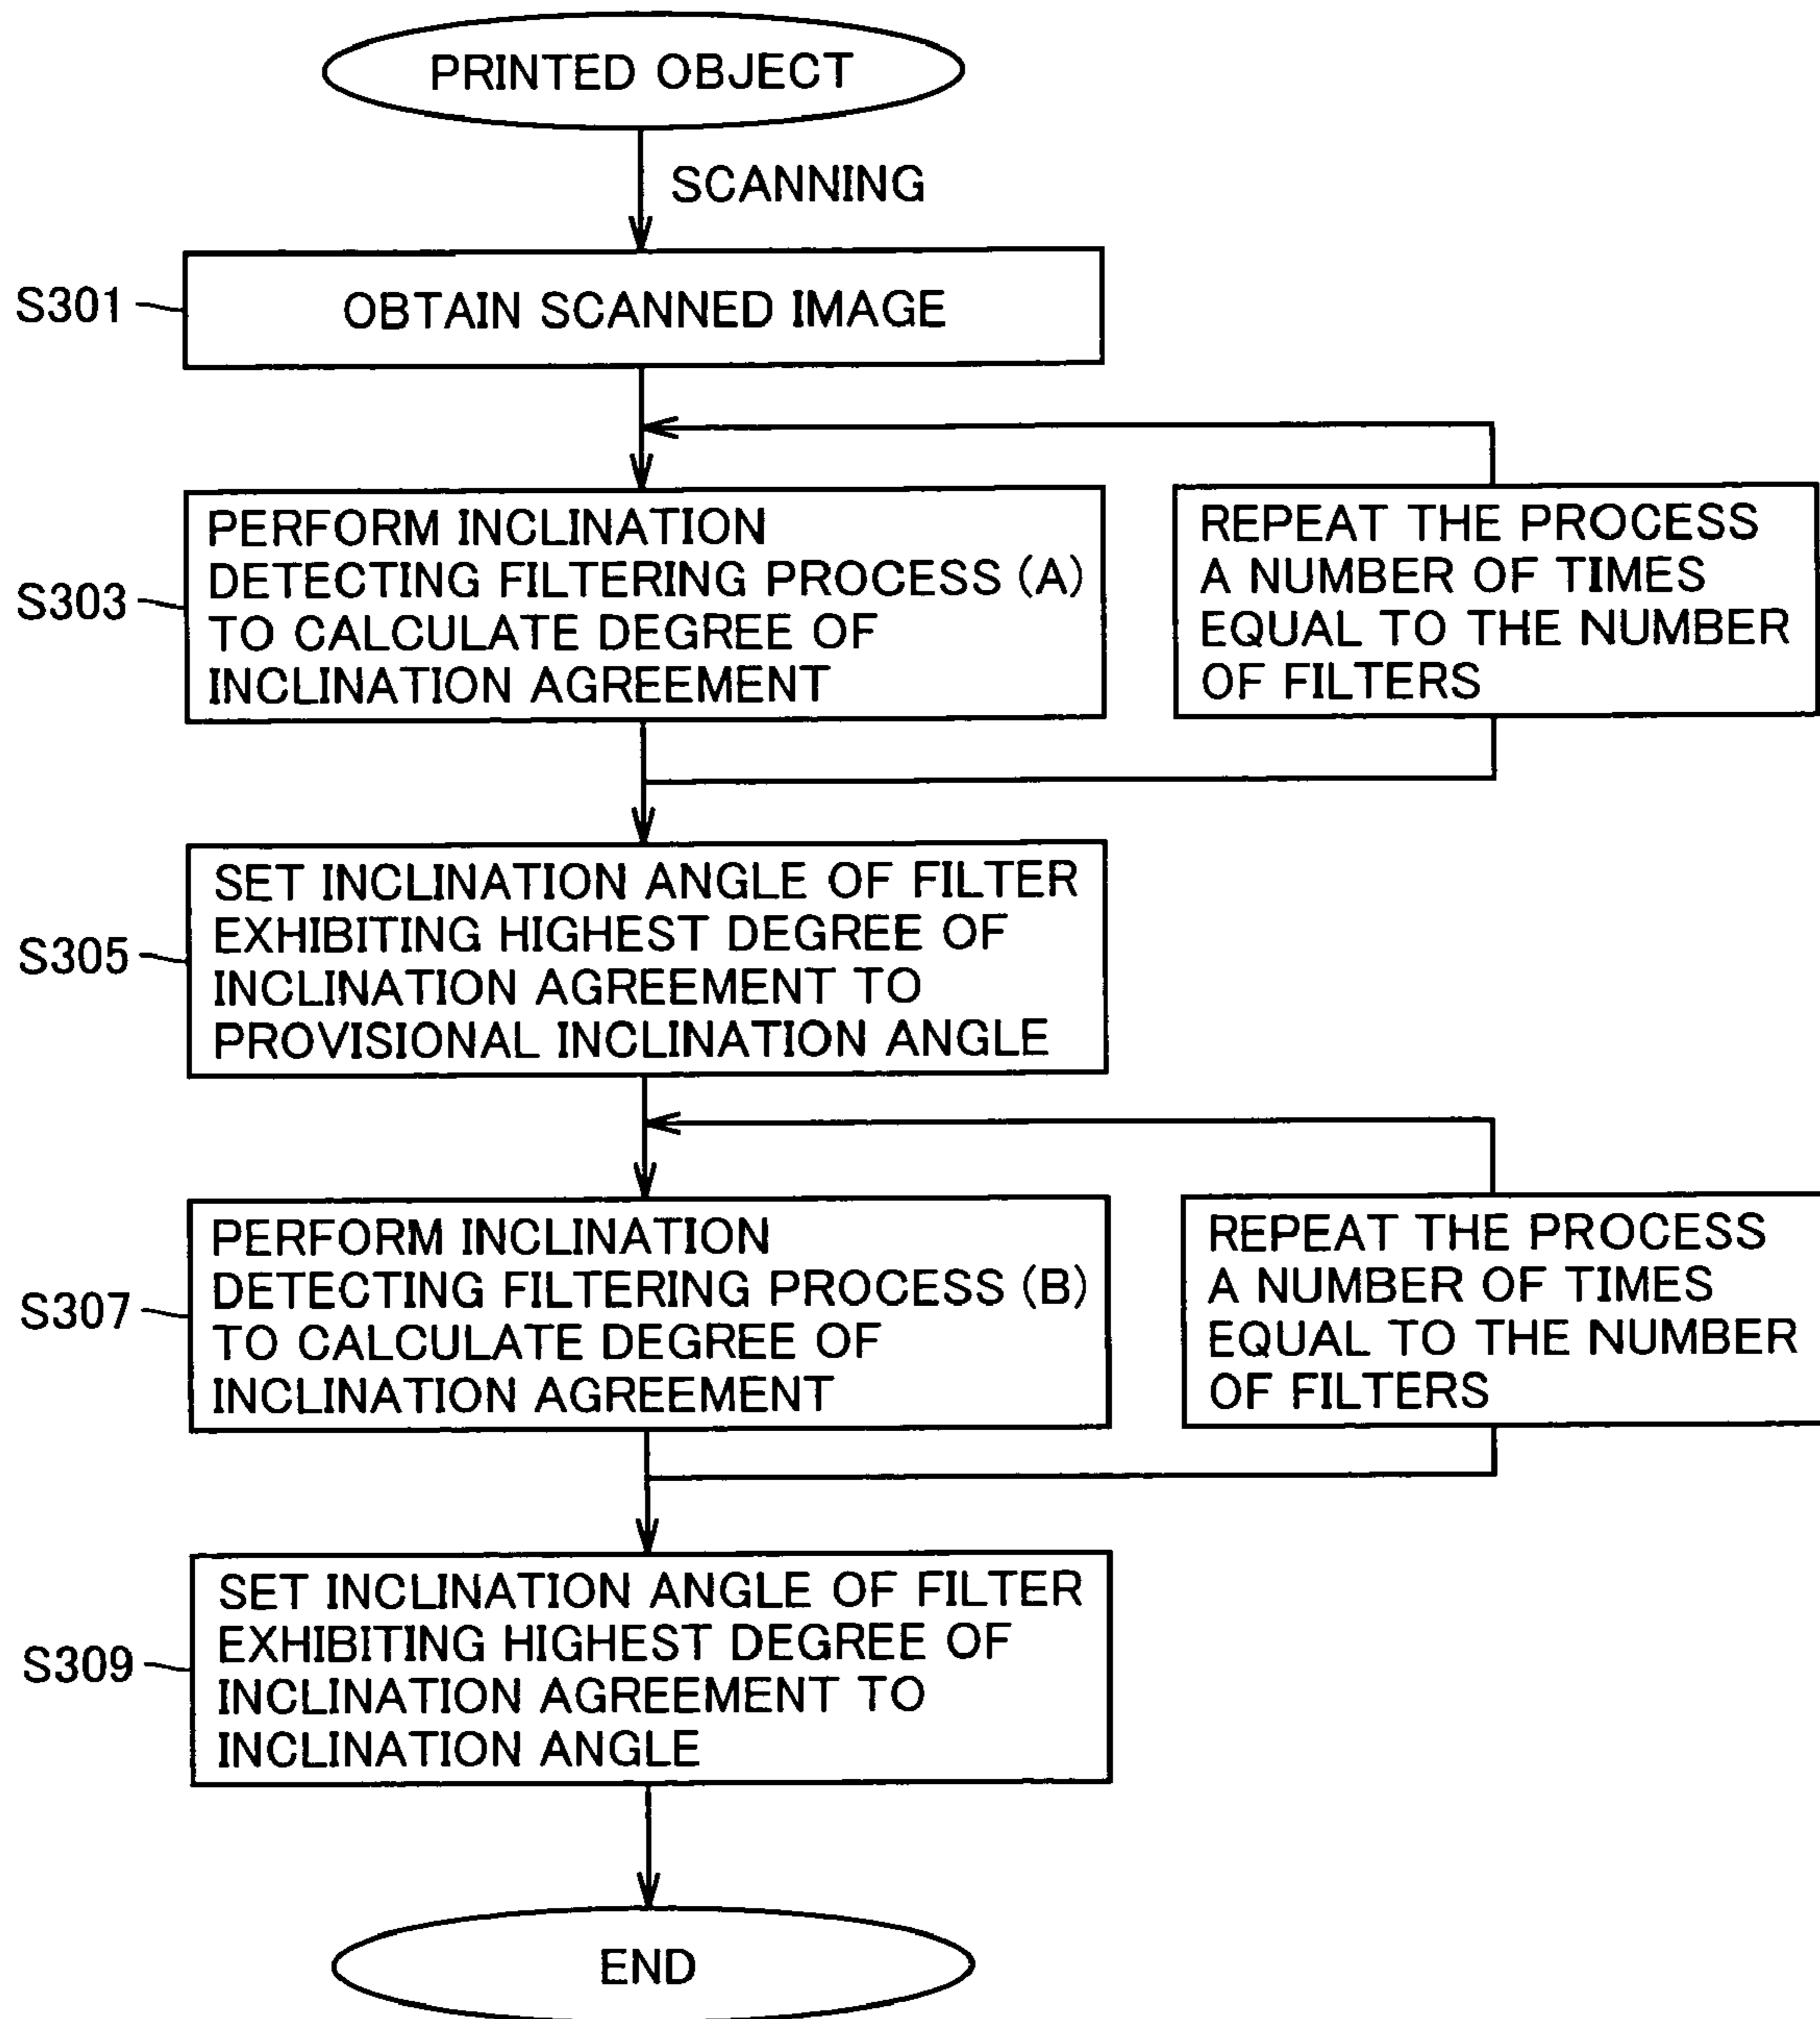 PRINTED OBJECT
SCANNING
S301
OBTAIN SCANNED IMAGE
S303
PERFORM INCLINATION
DETECTING FILTERING PROCESS (A)
TO CALCULATE DEGREE OF
INCLINATION AGREEMENT
REPEAT THE PROCESS
A NUMBER OF TIMES
EQUAL TO THE NUMBER
OF FILTERS
S305
SET INCLINATION ANGLE OF FILTER
EXHIBITING HIGHEST DEGREE OF
INCLINATION AGREEMENT TO
PROVISIONAL INCLINATION ANGLE
S307
PERFORM INCLINATION
DETECTING FILTERING PROCESS (B)
TO CALCULATE DEGREE OF
INCLINATION AGREEMENT
REPEAT THE PROCESS
A NUMBER OF TIMES
EQUAL TO THE NUMBER
OF FILTERS
S309
SET INCLINATION ANGLE OF FILTER
EXHIBITING HIGHEST DEGREE OF
INCLINATION AGREEMENT TO
INCLINATION ANGLE
END